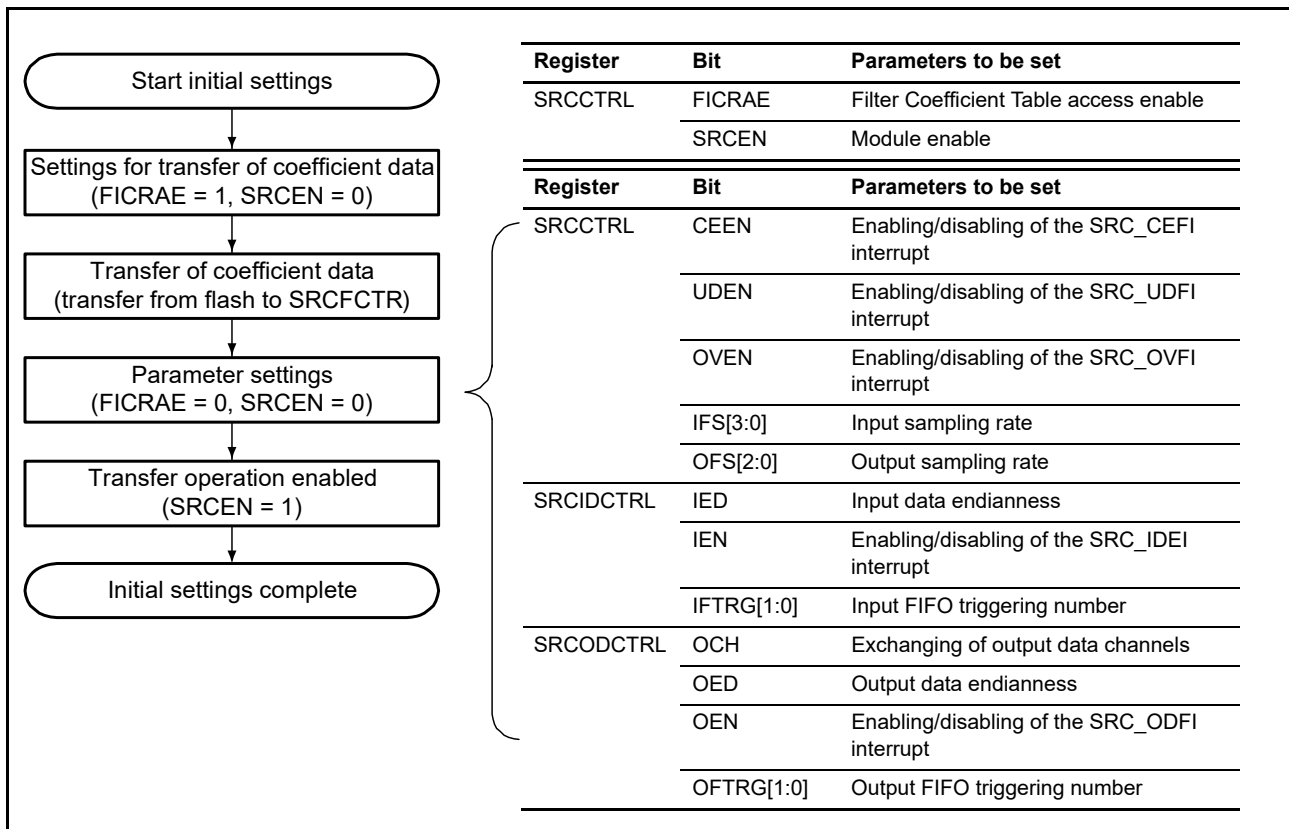 Start initial settings
Settings for transfer of coefficient data
(FICRAE = 1, SRCEN = 0)
Transfer of coefficient data
(transfer from flash to SRCFCTR)
Parameter settings
(FICRAE = 0, SRCEN = 0)
Transfer operation enabled
(SRCEN = 1)
Initial settings complete
Register Bit Parameters to be set
SRCCTRL FICRAE Filter Coefficient Table access enable
SRCEN Module enable
Register Bit Parameters to be set
SRCCTRL CEEN Enabling/disabling of the SRC_CEFI
interrupt
UDEN Enabling/disabling of the SRC_UDFI
interrupt
OVEN Enabling/disabling of the SRC_OVFI
interrupt
IFS[3:0] Input sampling rate
OFS[2:0] Output sampling rate
SRCIDCTRL IED Input data endianness
IEN Enabling/disabling of the SRC_IDEI
interrupt
IFTRG[1:0] Input FIFO triggering number
SRCODCTRL OCH Exchanging of output data channels
OED Output data endianness
OEN Enabling/disabling of the SRC_ODFI
interrupt
OFTRG[1:0] Output FIFO triggering number